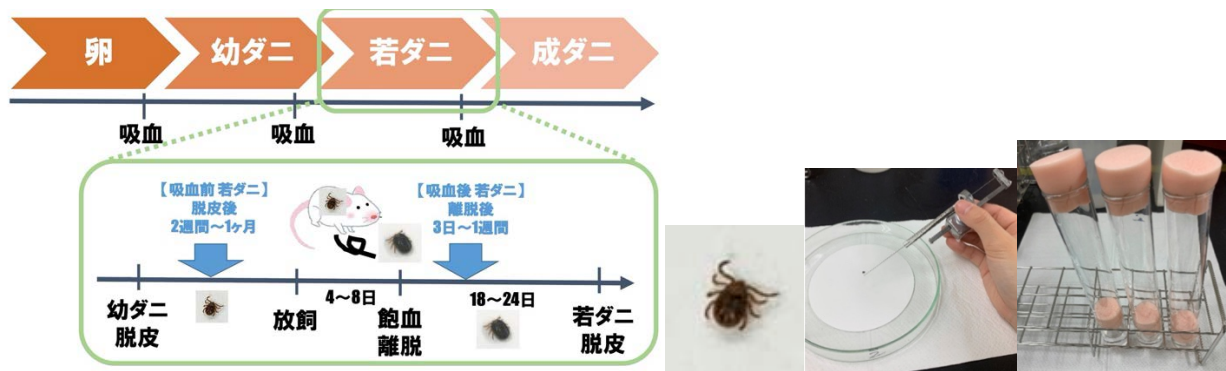 卵
幼ダニ
若ダニ
成ダニ
吸血
吸血
吸血
【吸血前 若ダニ】
脱皮後
2週間~1ヶ月
【吸血後 若ダニ】
離脱後
3日~1週間
幼ダニ
脱皮
放飼
4~8日
飽血
離脱
18~24日
若ダニ
脱皮